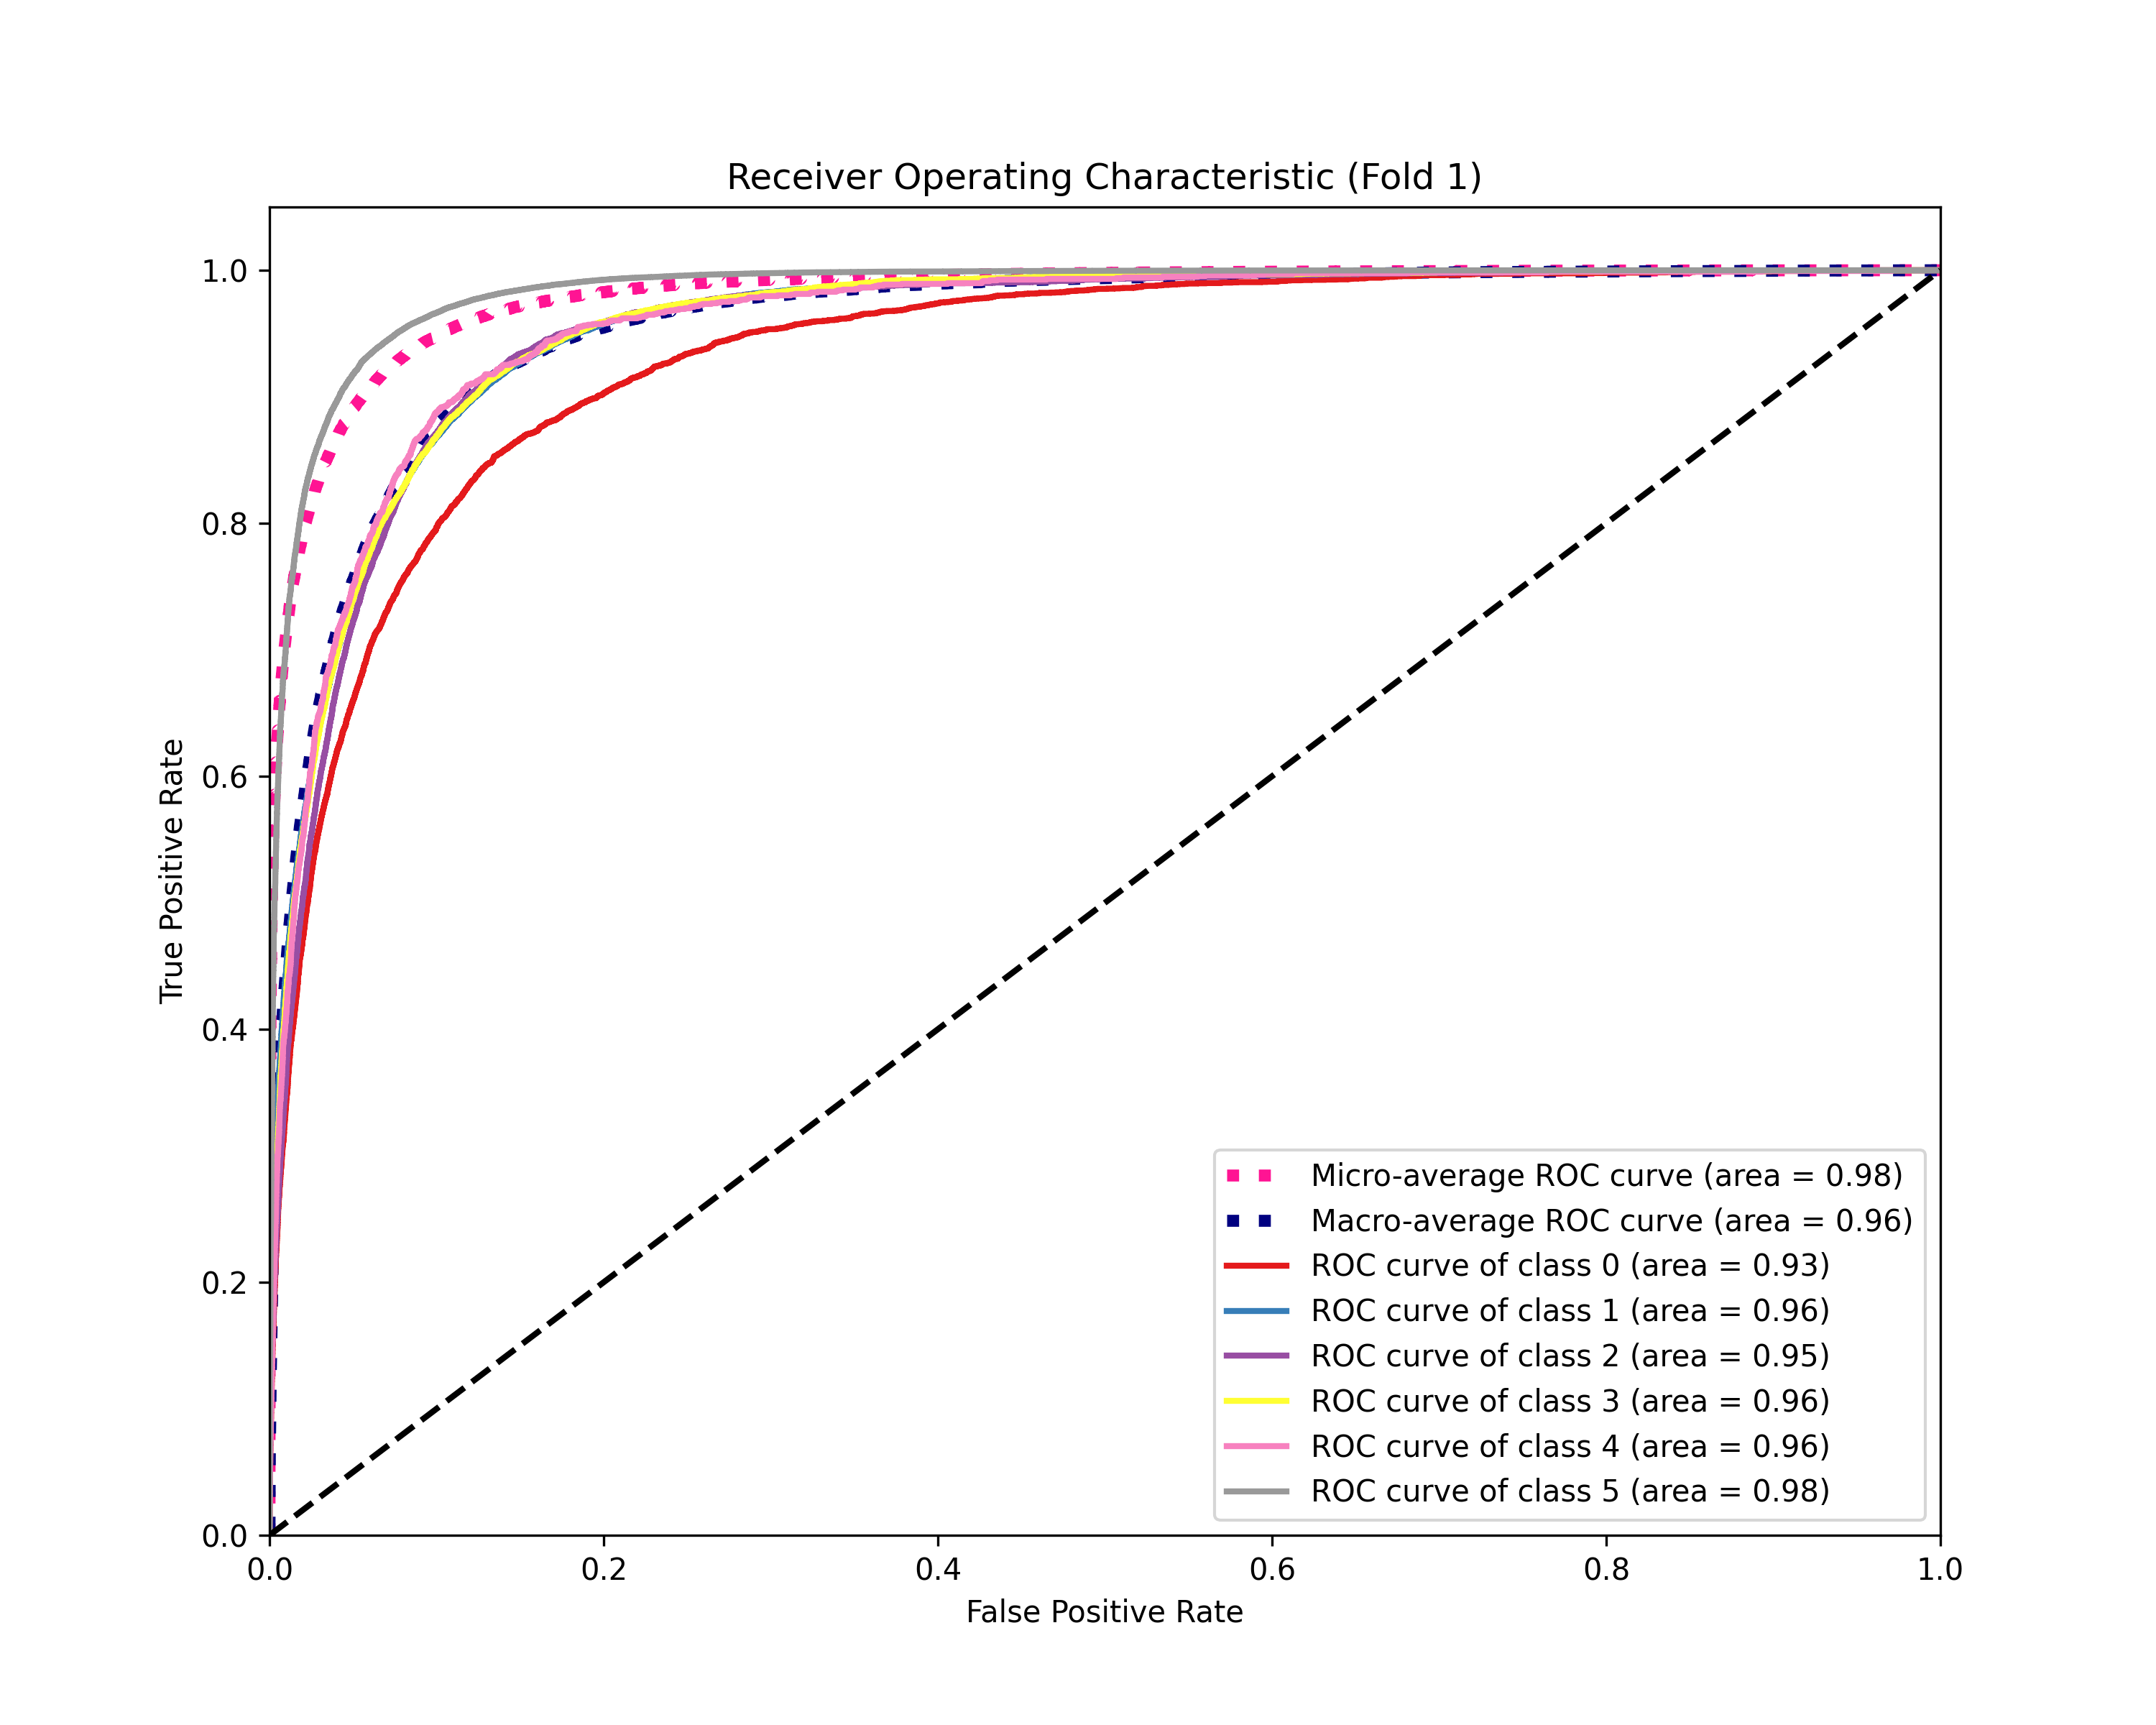 Receiver Operating Characteristic (Fold 1)
1.0
0.8
0.6
0.4
0.2
0.0
True Positive Rate
Micro-average ROC curve (area = 0.98)
Macro-average ROC curve (area = 0.96)
ROC curve of class 0 (area = 0.93)
ROC curve of class 1 (area = 0.96)
ROC curve of class 2 (area = 0.95)
ROC curve of class 3 (area = 0.96)
ROC curve of class 4 (area = 0.96)
ROC curve of class 5 (area = 0.98)
0.0 0.2 0.4 0.6 0.8 1.0
False Positive Rate